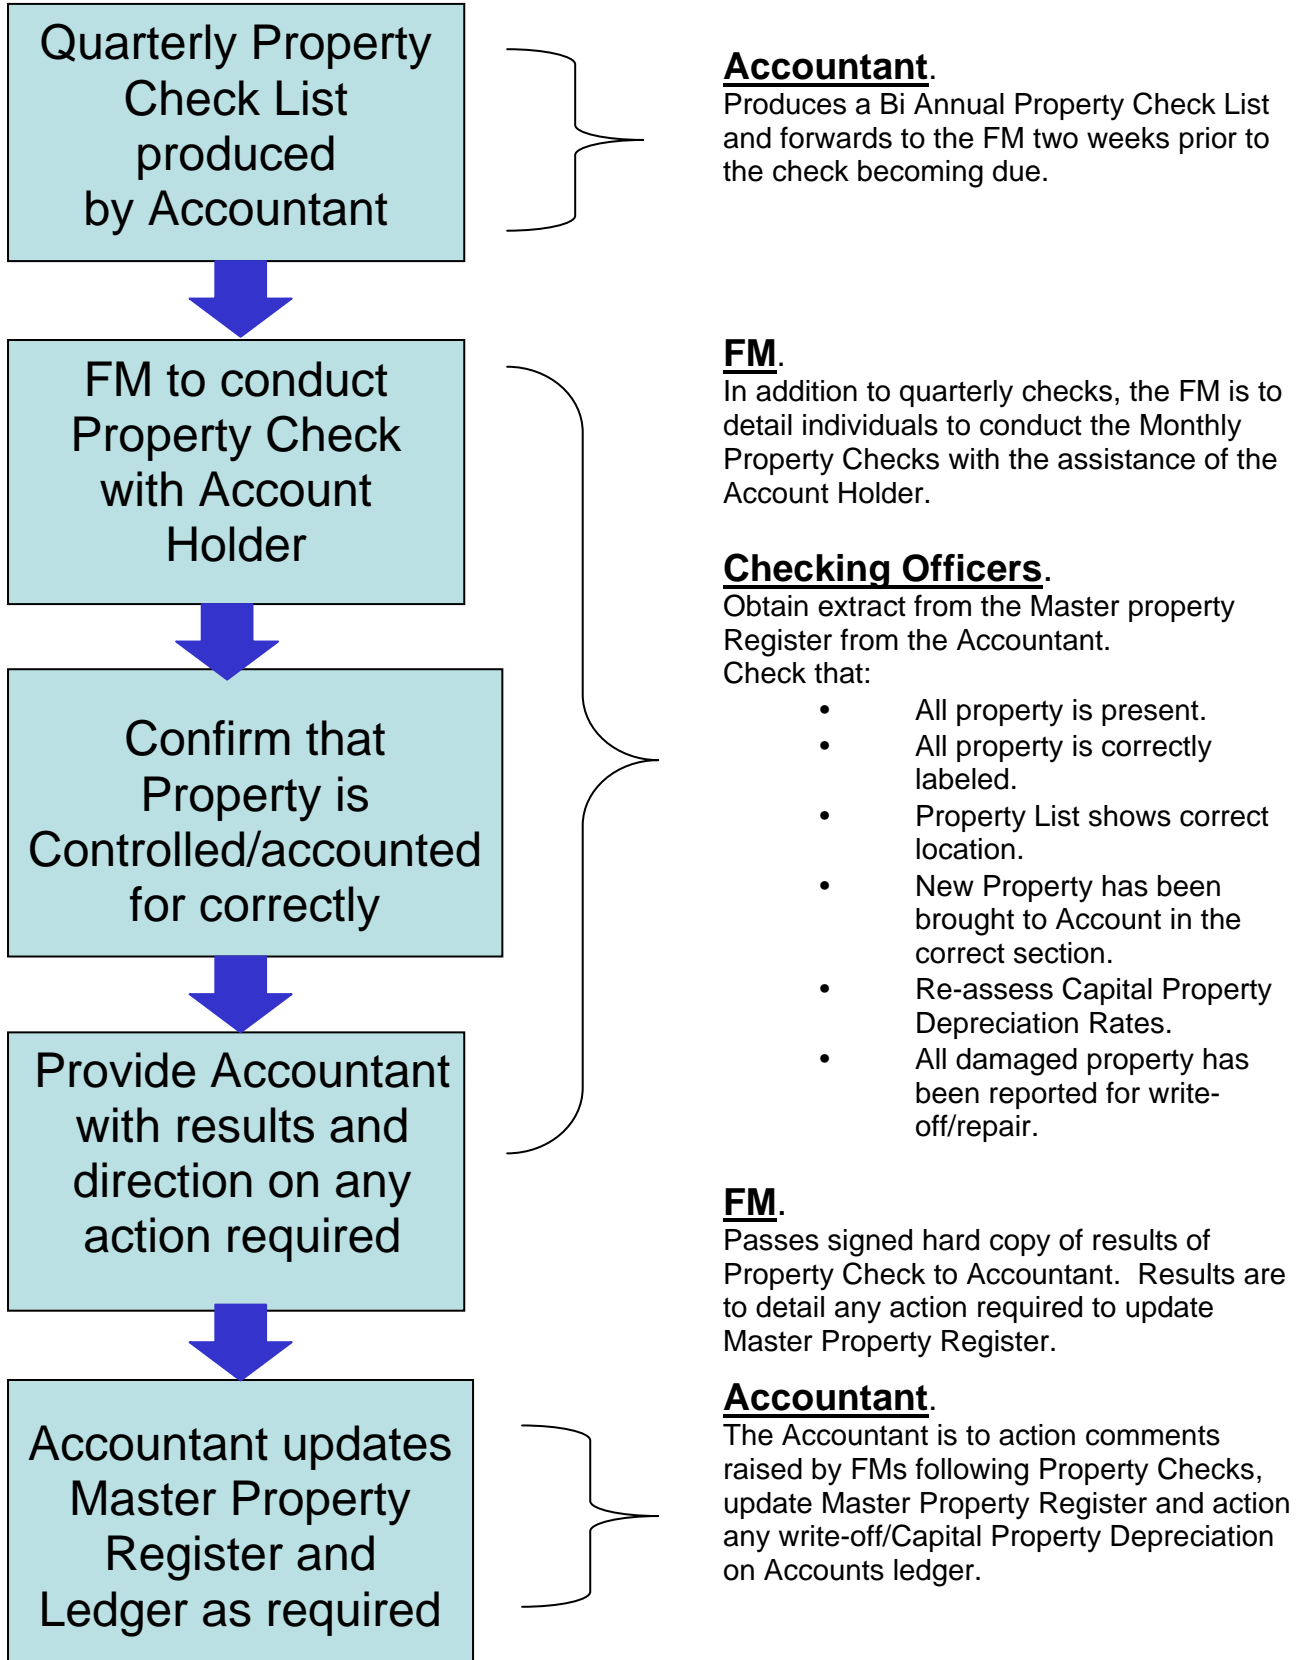 Quarterly Property
Check List
produced
by Accountant
Accountant.
Produces a Bi Annual Property Check List
and forwards to the FM two weeks prior to
the check becoming due.
FM to conduct
Property Check
with Account
Holder
FM.
In addition to quarterly checks, the FM is to
detail individuals to conduct the Monthly
Property Checks with the assistance of the
Account Holder.
Confirm that
Property is
Controlled/accounted
for correctly
Checking Officers.
Obtain extract from the Master property
Register from the Accountant.
Check that:
• All property is present.
• All property is correctly
labeled.
• Property List shows correct
location.
• New Property has been
brought to Account in the
correct section.
• Re-assess Capital Property
Depreciation Rates.
• All damaged property has
been reported for write-
off/repair.
Provide Accountant
with results and
direction on any
action required
FM.
Passes signed hard copy of results of
Property Check to Accountant.  Results are
to detail any action required to update
Master Property Register.
Accountant updates
Master Property
Register and
Ledger as required
Accountant.
The Accountant is to action comments
raised by FMs following Property Checks,
update Master Property Register and action
any write-off/Capital Property Depreciation
on Accounts ledger.